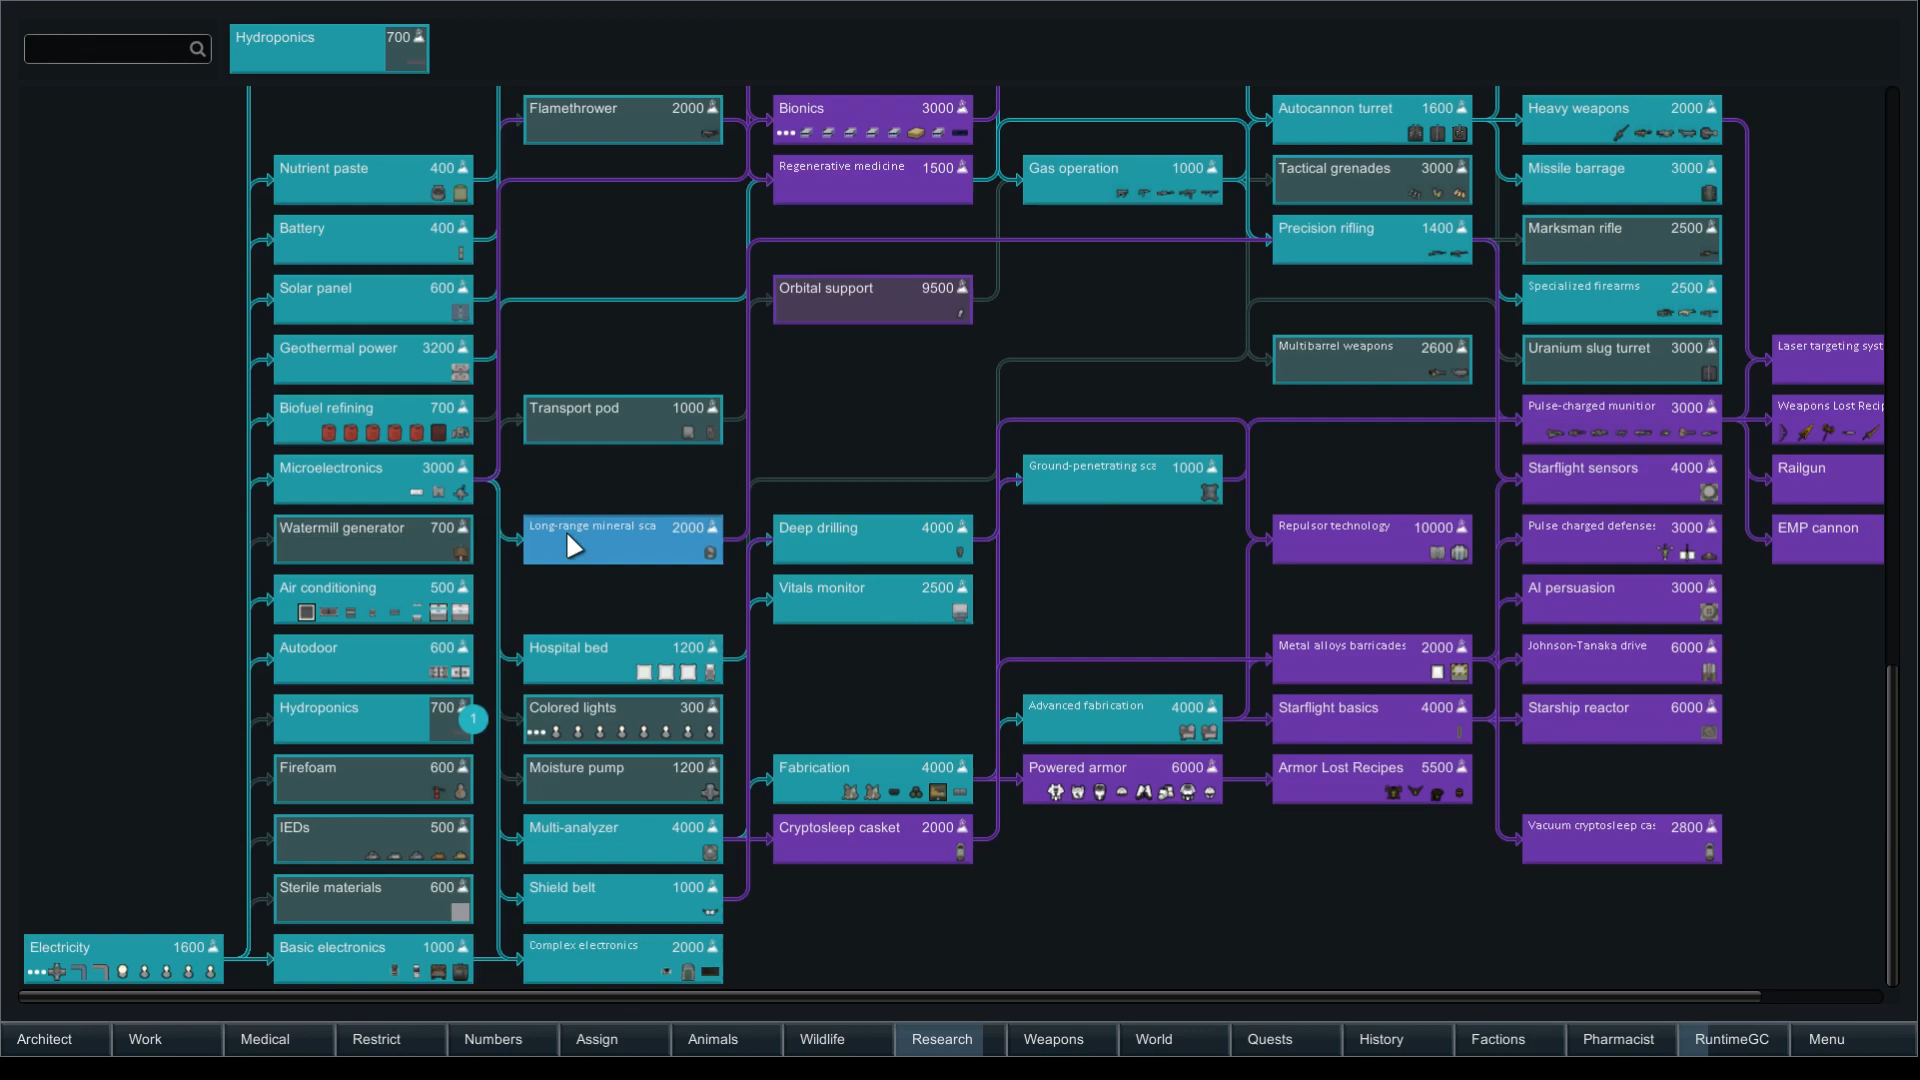 Hydroponics 700
Flamethrower 2000
Bionics 3000
Autocannon turret 1600
Heavy weapons 2000
Nutrient paste 400
Regenerative medicine 1500
Gas operation 1000
Tactical grenades 3000
Missile barrage 3000
Battery 400
Precision rifling 1400
Marksman rifle 2500
Solar panel 600
Orbital support 9500
Specialized firearms 2500
Geothermal power 3200
Multibarrel weapons 2600
Uranium slug turret 3000
Laser targeting syst
Biofuel refining 700
Transport pod 1000
Pulse-charged munition 3000
Weapons Lost Recip
Microelectronics 3000
Ground-penetrating sca 1000
Starflight sensors 4000
Railgun
Watermill generator 700
Long-range mineral sca 2000
Deep drilling 4000
Repulsor technology 10000
Pulse charged defenses 3000
EMP cannon
Air conditioning 500
Vitals monitor 2500
AI persuasion 3000
Autodoor 600
Hospital bed 1200
Metal alloys barricades 2000
Johnson-Tanaka drive 6000
Hydroponics 700 1
Colored lights 300
Advanced fabrication 4000
Starflight basics 4000
Starship reactor 6000
Firefoam 600
Moisture pump 1200
Fabrication 4000
Powered armor 6000
Armor Lost Recipes 5500
IEDs 500
Multi-analyzer 4000
Cryptosleep casket 2000
Vacuum cryptosleep cas 2800
Sterile materials 600
Shield belt 1000
Electricity 1600
Basic electronics 1000
Complex electronics 2000
Architect Work Medical Restrict Numbers Assign Animals Wildlife Research Weapons World Quests History Factions Pharmacist RuntimeGC Menu